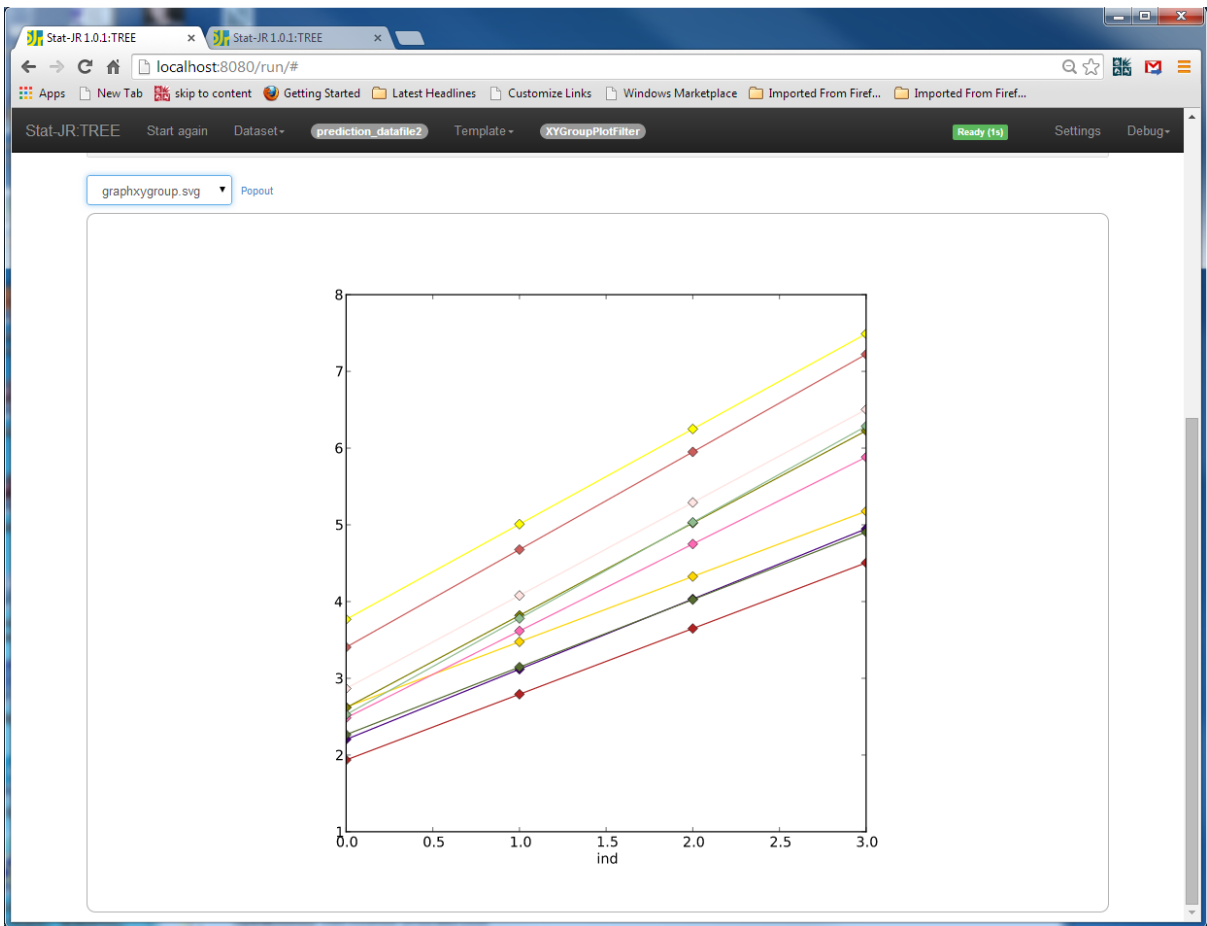 Stat-JR 1.0.1:TREE Stat-JR 1.0.1:TREE
localhost:8080/run/#
Apps New Tab skip to content Getting Started Latest Headlines Customize Links Windows Marketplace Imported From Firef... Imported From Firef...
Stat-JR:TREE Start again Dataset prediction_datafile2 Template XYGroupPlotFilter Ready (1s) Settings Debug
graphxygroup.svg Popout
8
7
6
5
4
3
2
1
0.0 0.5 1.0 1.5 2.0 2.5 3.0
ind